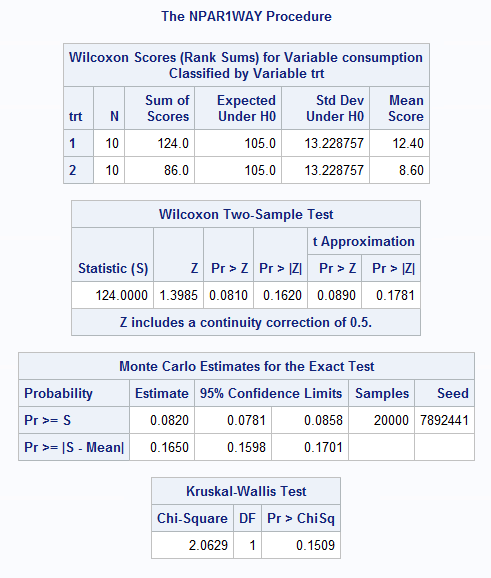 The NPAR1WAY Procedure
Wilcoxon Scores (Rank Sums) for Variable consumption
Classified by Variable trt
trt N Sum of Scores Expected Under H0 Std Dev Under H0 Mean Score
1 10 124.0 105.0 13.228757 12.40
2 10 86.0 105.0 13.228757 8.60
Wilcoxon Two-Sample Test
t Approximation
Statistic (S) Z Pr > Z Pr > |Z| Pr > Z Pr > |Z|
124.0000 1.3985 0.0810 0.1620 0.0890 0.1781
Z includes a continuity correction of 0.5.
Monte Carlo Estimates for the Exact Test
Probability Estimate 95% Confidence Limits Samples Seed
Pr >= S 0.0820 0.0781 0.0858 20000 7892441
Pr >= |S - Mean| 0.1650 0.1598 0.1701
Kruskal-Wallis Test
Chi-Square DF Pr > ChiSq
2.0629 1 0.1509